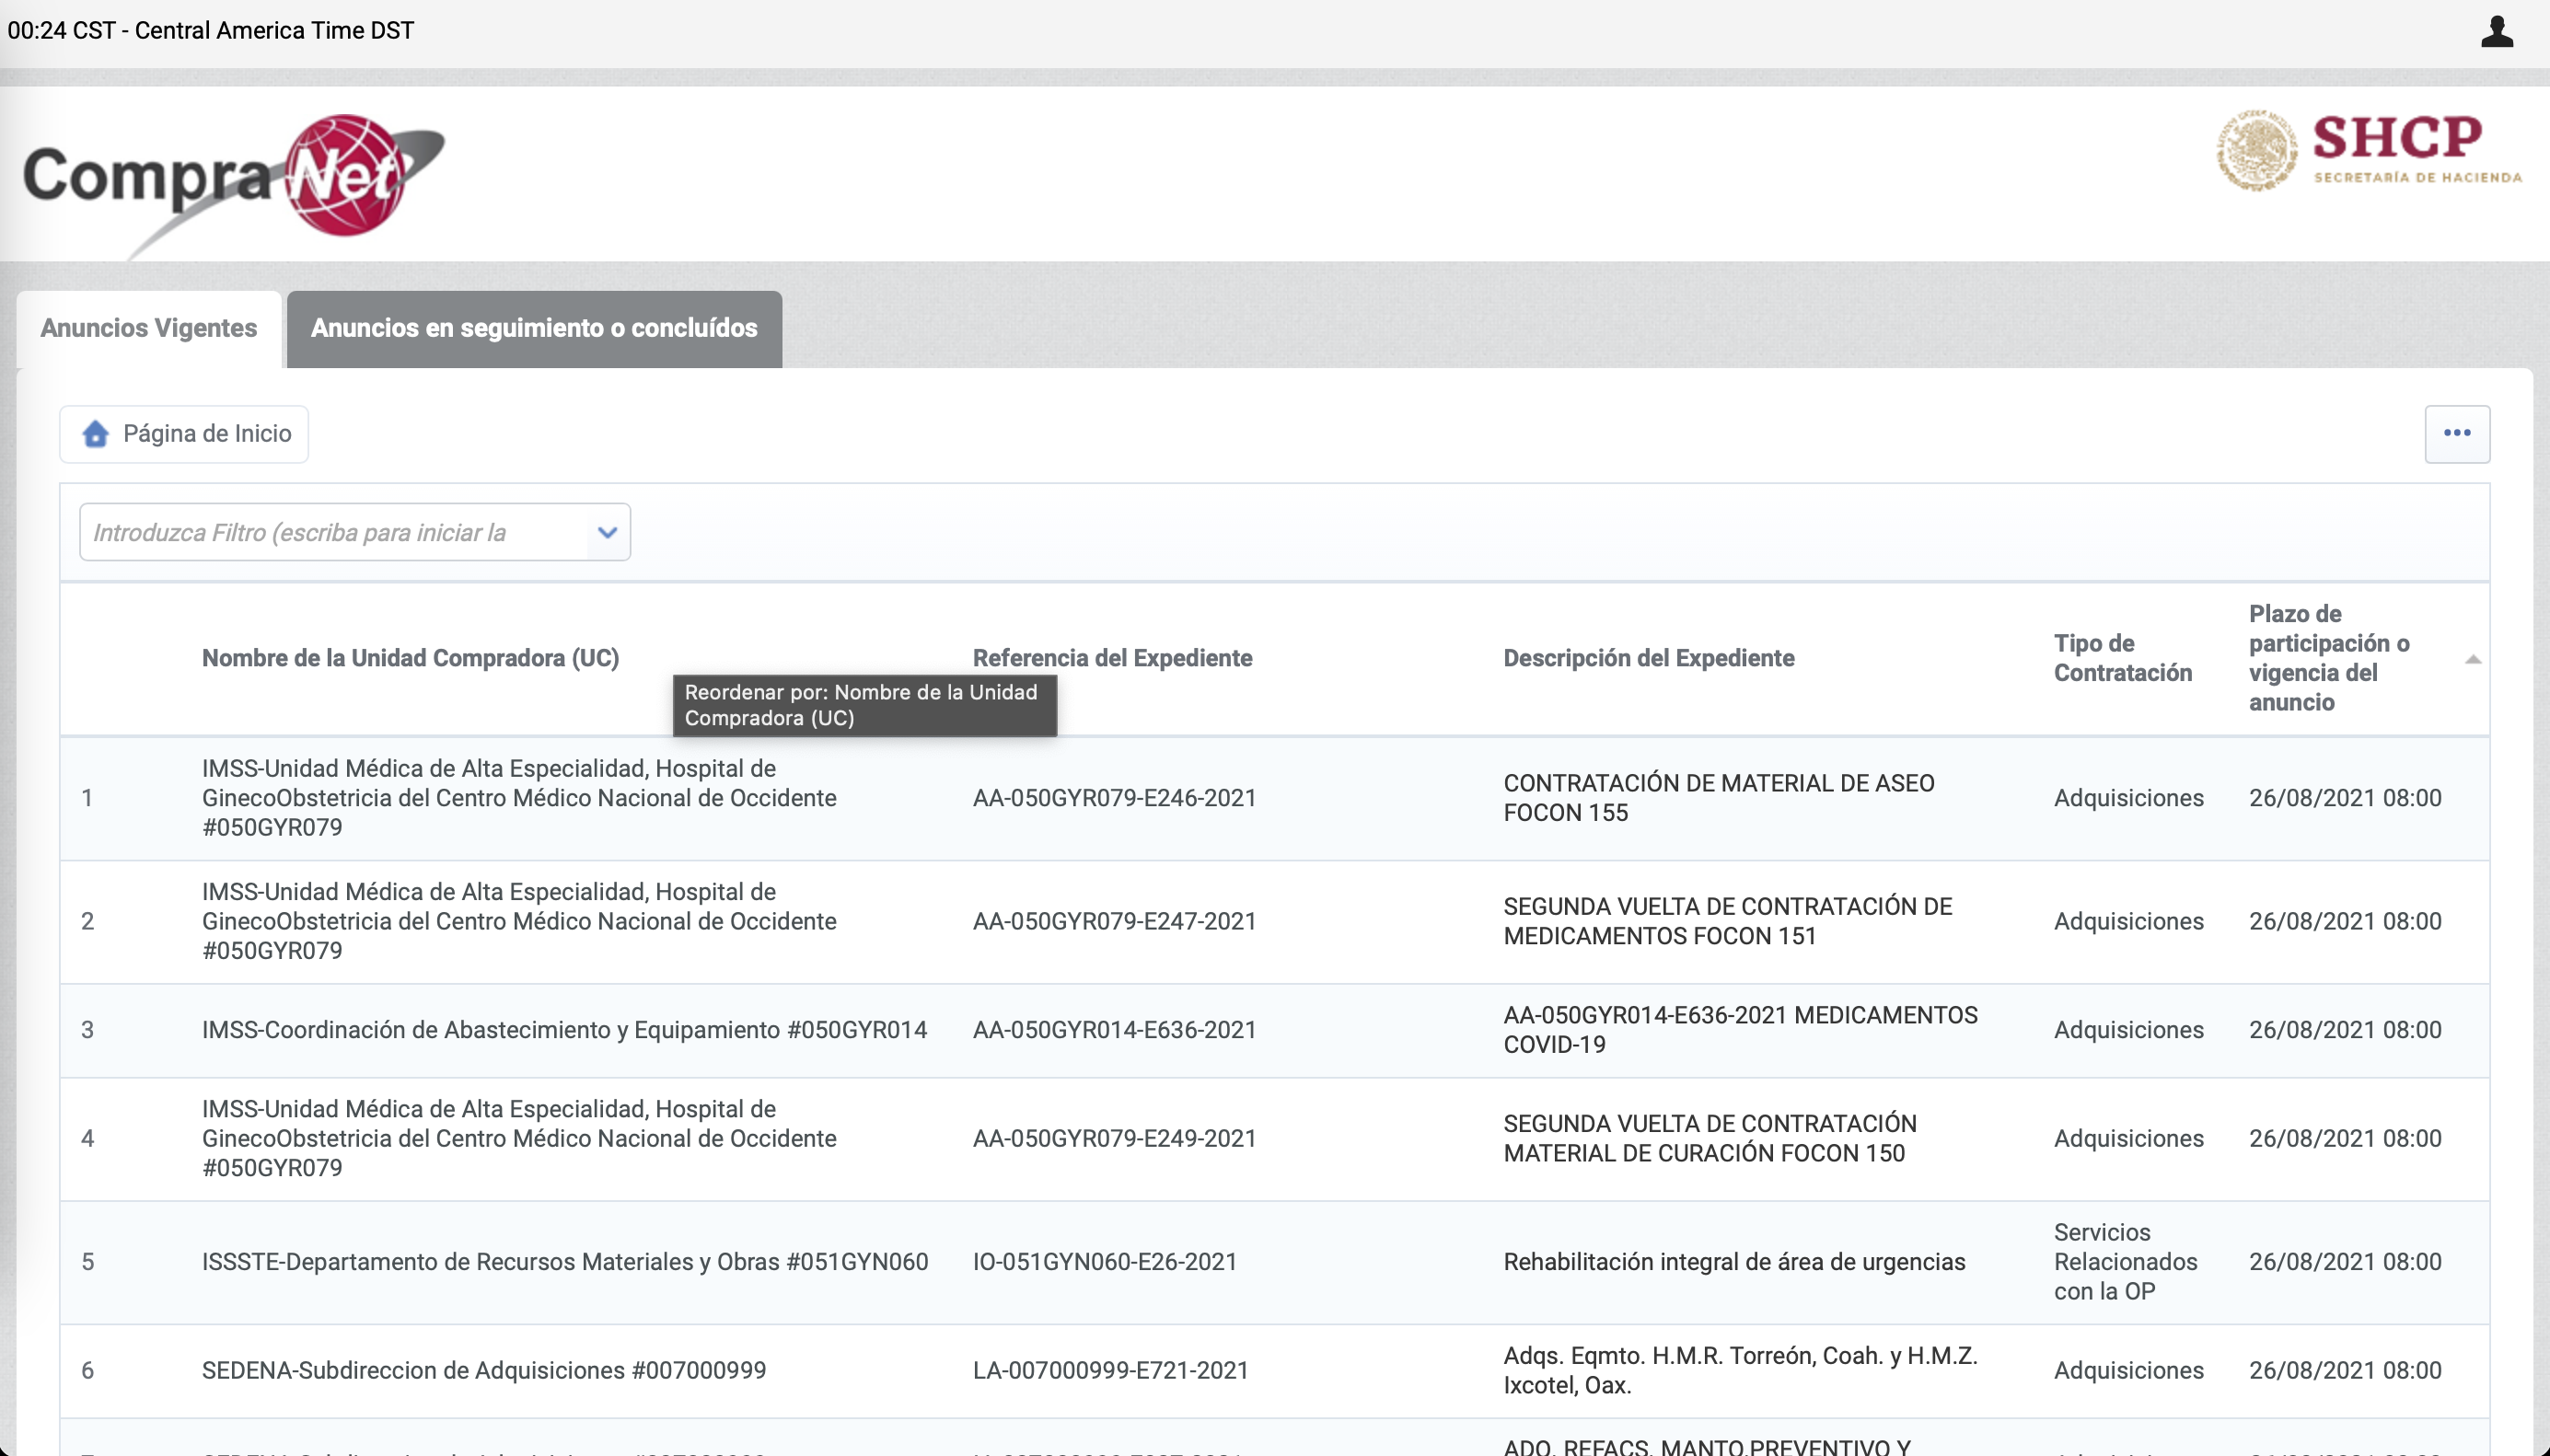 00:24 CST - Central America Time DST
CompraNet
SHCP
SECRETARÍA DE HACIENDA
Anuncios Vigentes
Anuncios en seguimiento o concluídos
Página de Inicio
Introduzca Filtro (escriba para iniciar la
Nombre de la Unidad Compradora (UC)
Referencia del Expediente
Descripción del Expediente
Tipo de
Contratación
Plazo de
participación o
vigencia del
anuncio
Reordenar por: Nombre de la Unidad
Compradora (UC)
1
IMSS-Unidad Médica de Alta Especialidad, Hospital de
GinecoObstetricia del Centro Médico Nacional de Occidente
#050GYR079
AA-050GYR079-E246-2021
CONTRATACIÓN DE MATERIAL DE ASEO
FOCON 155
Adquisiciones
26/08/2021 08:00
2
IMSS-Unidad Médica de Alta Especialidad, Hospital de
GinecoObstetricia del Centro Médico Nacional de Occidente
#050GYR079
AA-050GYR079-E247-2021
SEGUNDA VUELTA DE CONTRATACIÓN DE
MEDICAMENTOS FOCON 151
Adquisiciones
26/08/2021 08:00
3
IMSS-Coordinación de Abastecimiento y Equipamiento #050GYR014
AA-050GYR014-E636-2021
AA-050GYR014-E636-2021 MEDICAMENTOS
COVID-19
Adquisiciones
26/08/2021 08:00
4
IMSS-Unidad Médica de Alta Especialidad, Hospital de
GinecoObstetricia del Centro Médico Nacional de Occidente
#050GYR079
AA-050GYR079-E249-2021
SEGUNDA VUELTA DE CONTRATACIÓN
MATERIAL DE CURACIÓN FOCON 150
Adquisiciones
26/08/2021 08:00
5
ISSSTE-Departamento de Recursos Materiales y Obras #051GYN060
IO-051GYN060-E26-2021
Rehabilitación integral de área de urgencias
Servicios
Relacionados
con la OP
26/08/2021 08:00
6
SEDENA-Subdireccion de Adquisiciones #007000999
LA-007000999-E721-2021
Adqs. Eqmto. H.M.R. Torreón, Coah. y H.M.Z.
Ixcotel, Oax.
Adquisiciones
26/08/2021 08:00
ADQ. REFACS. MANTO.PREVENTIVO Y